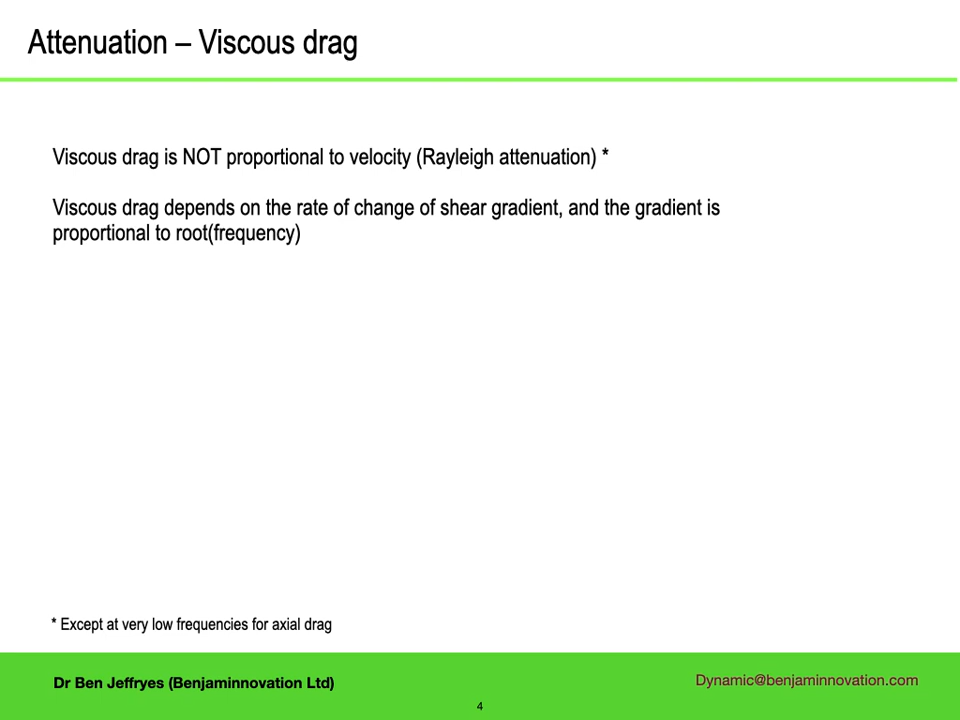 Attenuation – Viscous drag
Viscous drag is NOT proportional to velocity (Rayleigh attenuation) *
Viscous drag depends on the rate of change of shear gradient, and the gradient is
proportional to root(frequency)
* Except at very low frequencies for axial drag
Dr Ben Jeffryes (Benjaminnovation Ltd)
Dynamic@benjaminnovation.com
4